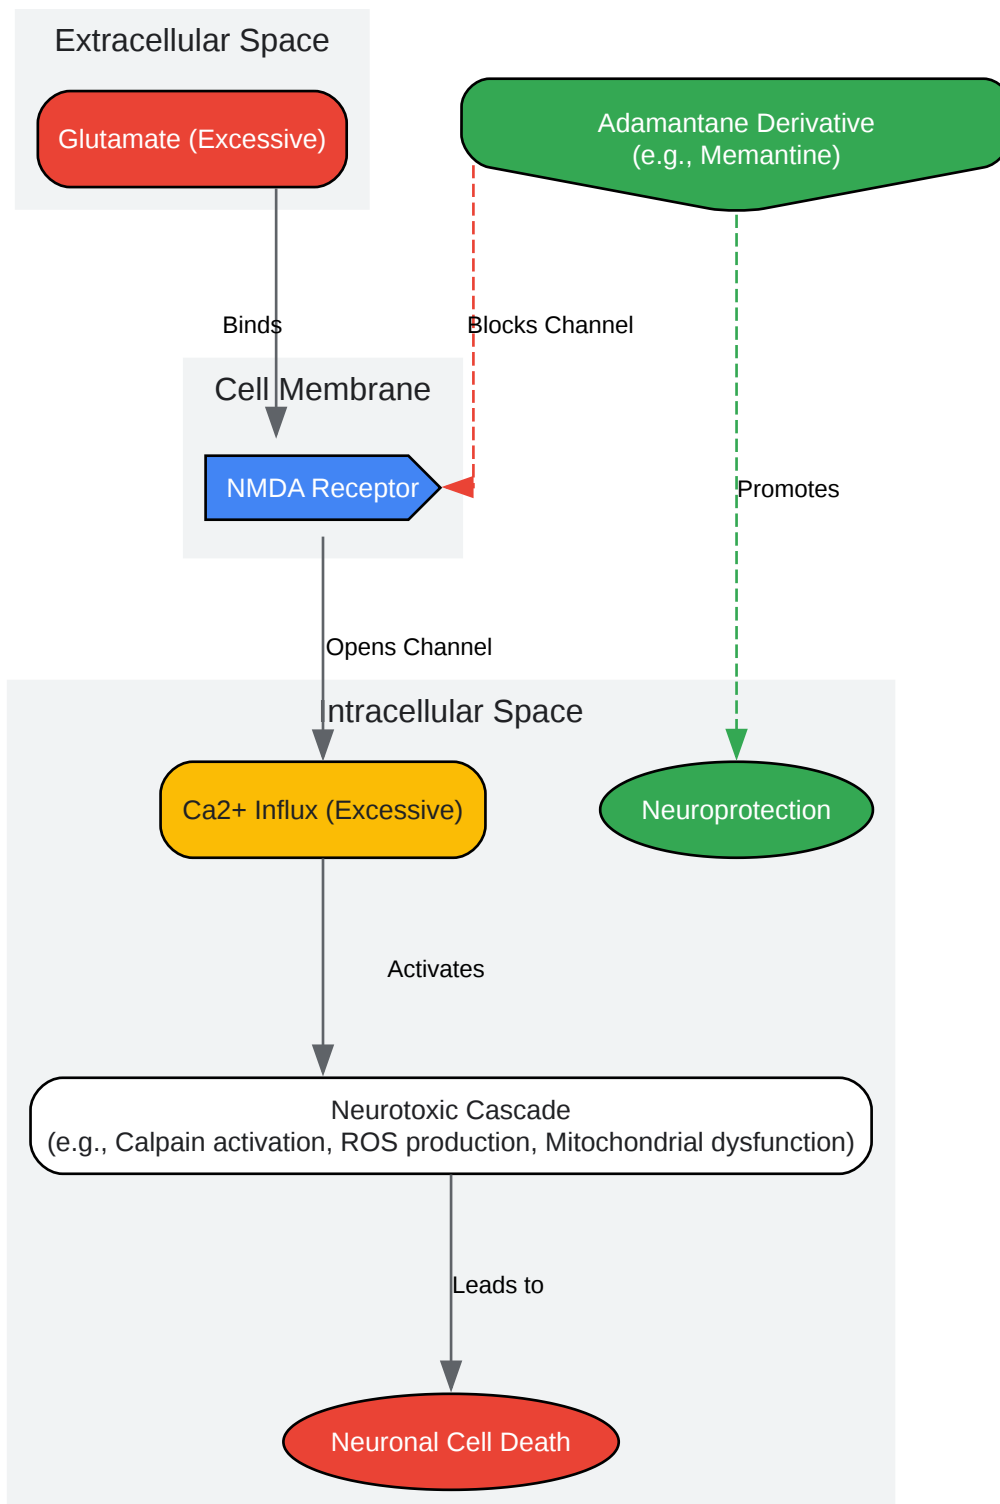 Extracellular Space
Glutamate (Excessive)
Adamantane Derivative
(e.g., Memantine)
Binds
Blocks Channel
Cell Membrane
NMDA Receptor
Promotes
Opens Channel
Intracellular Space
Ca2+ Influx (Excessive)
Neuroprotection
Activates
Neurotoxic Cascade
(e.g., Calpain activation, ROS production, Mitochondrial dysfunction)
Leads to
Neuronal Cell Death